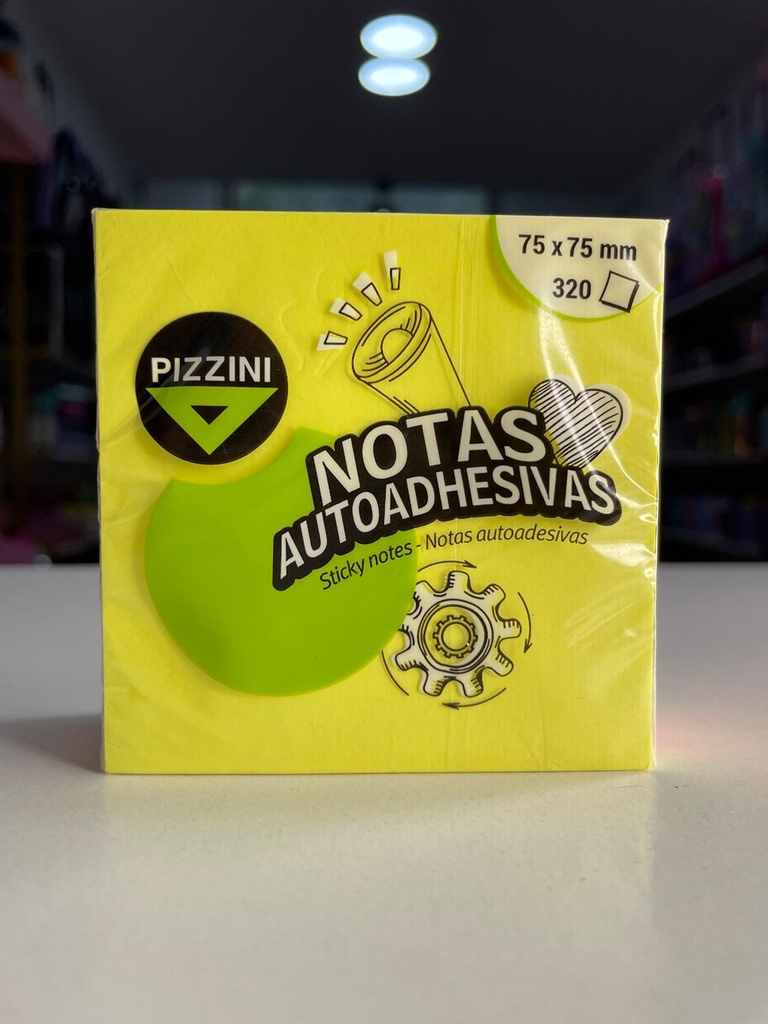 75 x 75 mm
320
PIZZINI
NOTAS
AUTOADHESIVAS
Sticky notes - Notas autoadesivas